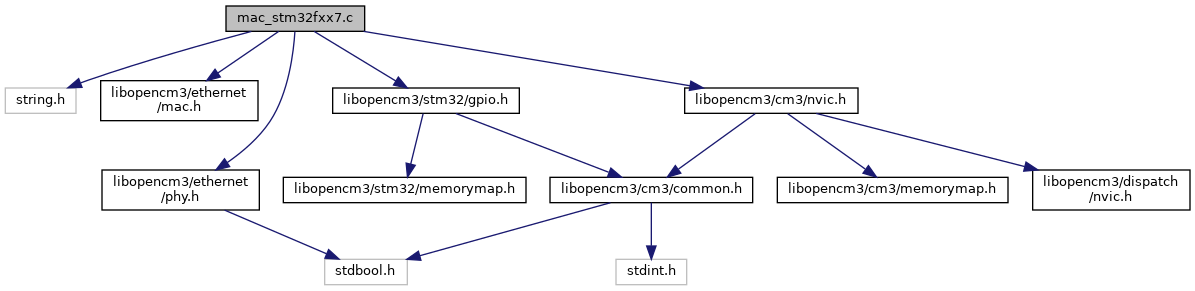 mac_stm32fxx7.c
string.h
libopencm3/ethernet
/mac.h
libopencm3/stm32/gpio.h
libopencm3/cm3/nvic.h
libopencm3/ethernet
/phy.h
libopencm3/stm32/memorymap.h
libopencm3/cm3/common.h
libopencm3/cm3/memorymap.h
libopencm3/dispatch
/nvic.h
stdbool.h
stdint.h